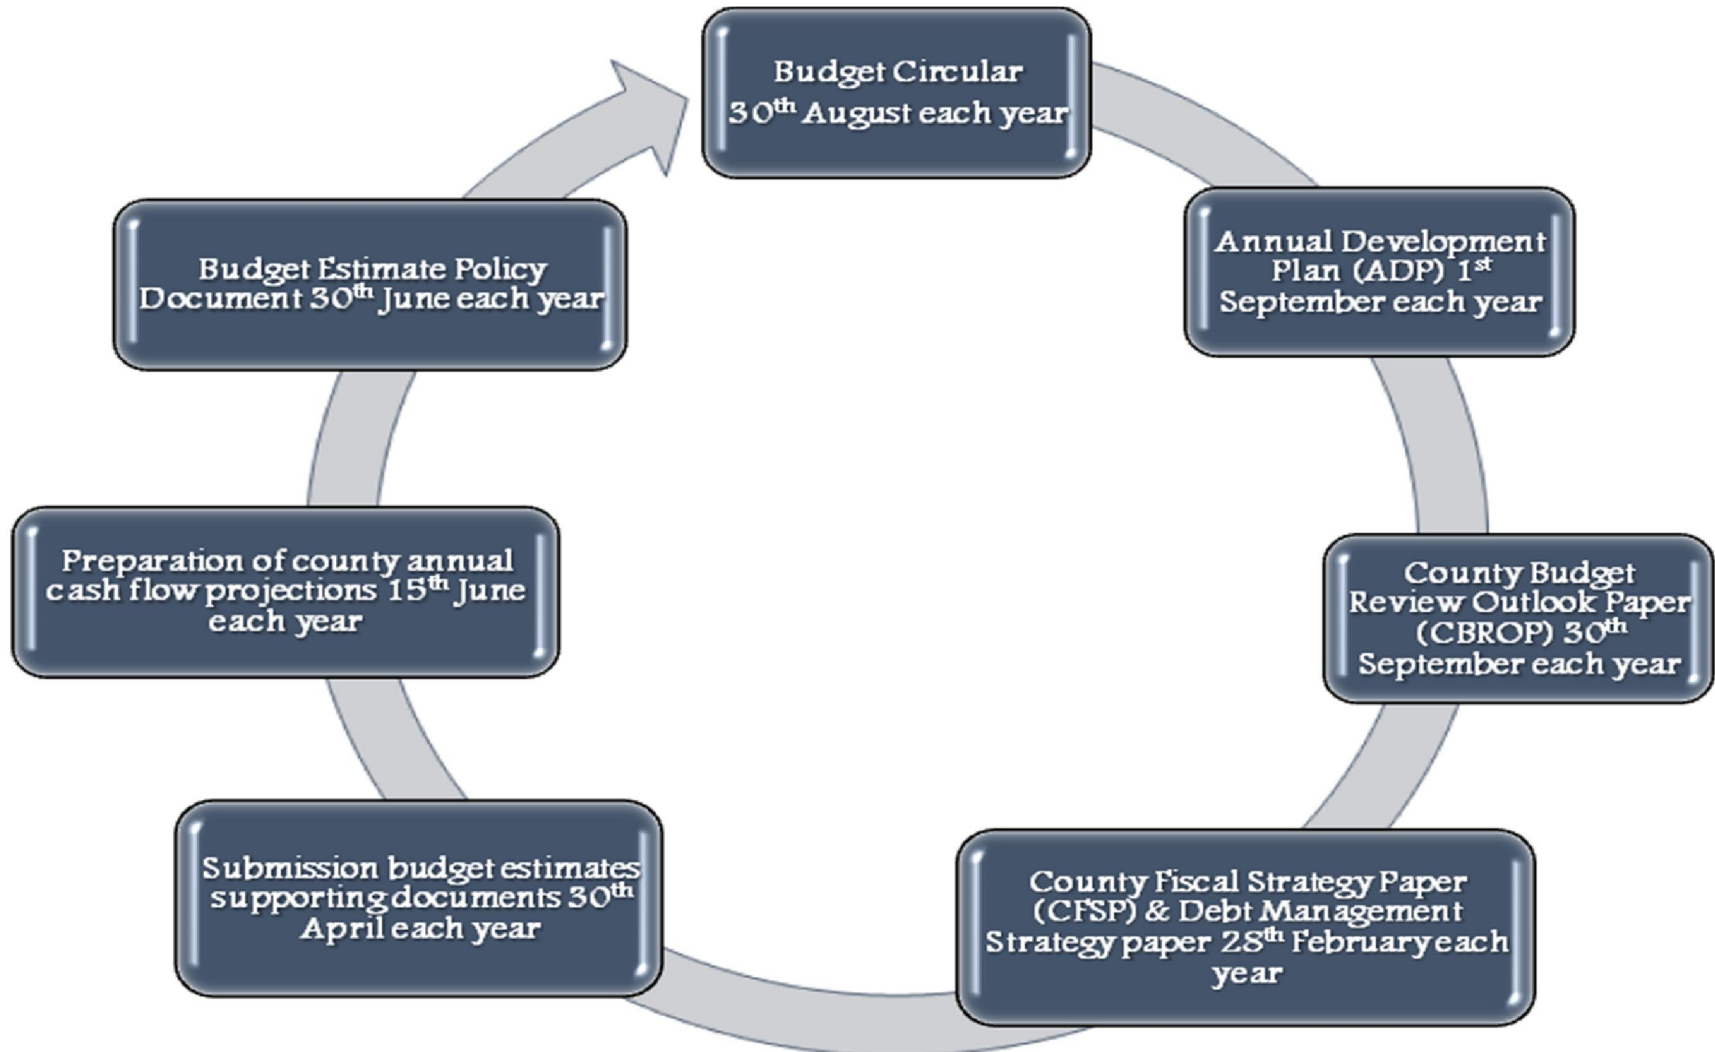 Budget Circular
30th August each year
Annual Development
Plan (ADP) 1st
September each year
County Budget
Review Outlook Paper
(CBROP) 30th
September each year
County Fiscal Strategy Paper
(CFSP) & Debt Management
Strategy paper 28th February each
year
Submission budget estimates
supporting documents 30th
April each year
Preparation of county annual
cash flow projections 15th June
each year
Budget Estimate Policy
Document 30th June each year